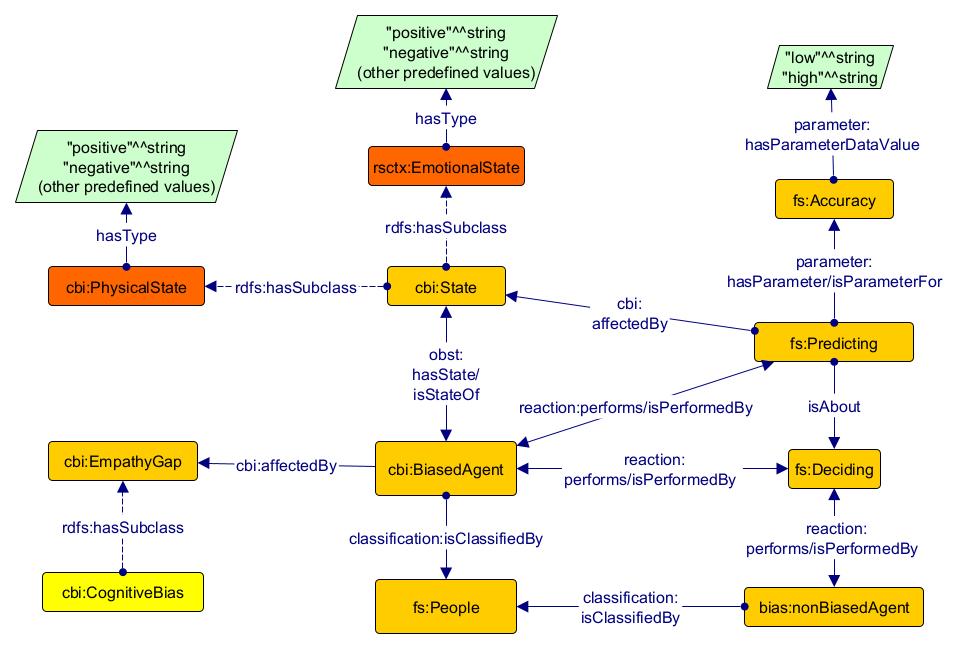 "positive"^^string
"negative"^^string
(other predefined values)
"low"^^string
"high"^^string
hasType
parameter:
hasParameterDataValue
"positive"^^string
"negative"^^string
(other predefined values)
rsctx:EmotionalState
fs:Accuracy
hasType
rdfs:hasSubclass
parameter:
hasParameter/isParameterFor
cbi:PhysicalState
rdfs:hasSubclass
cbi:State
cbi:
affectedBy
fs:Predicting
obst:
hasState/
isStateOf
reaction:performs/isPerformedBy
isAbout
cbi:EmpathyGap
cbi:affectedBy
cbi:BiasedAgent
reaction:
performs/isPerformedBy
fs:Deciding
rdfs:hasSubclass
classification:isClassifiedBy
reaction:
performs/isPerformedBy
cbi:CognitiveBias
fs:People
classification:
isClassifiedBy
bias:nonBiasedAgent